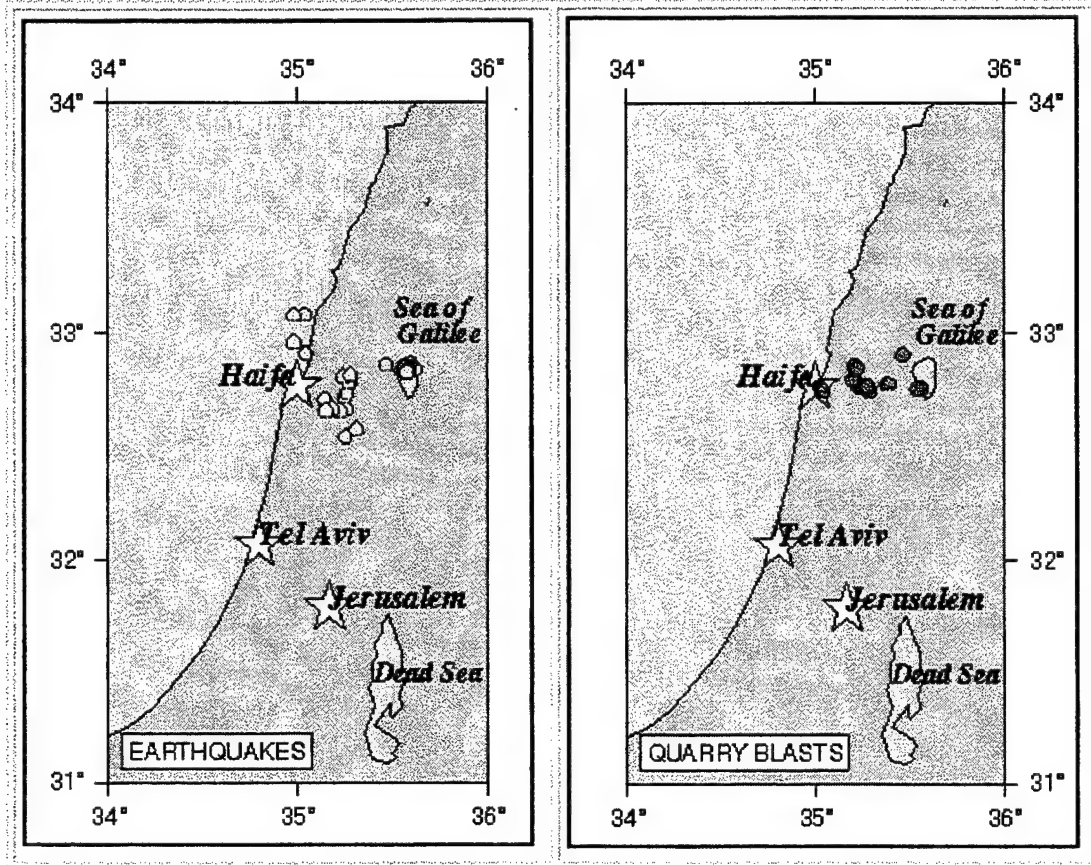 34° 35° 36°
34°
33°
32°
31°
Sea of
Galilee
Haifa
Tel Aviv
Jerusalem
Dead Sea
EARTHQUAKES
34° 35° 36°
34° 35° 36°
Sea of
Galilee
Haifa
Tel Aviv
Jerusalem
Dead Sea
QUARRY BLASTS
34°
33°
32°
31°
34° 35° 36°